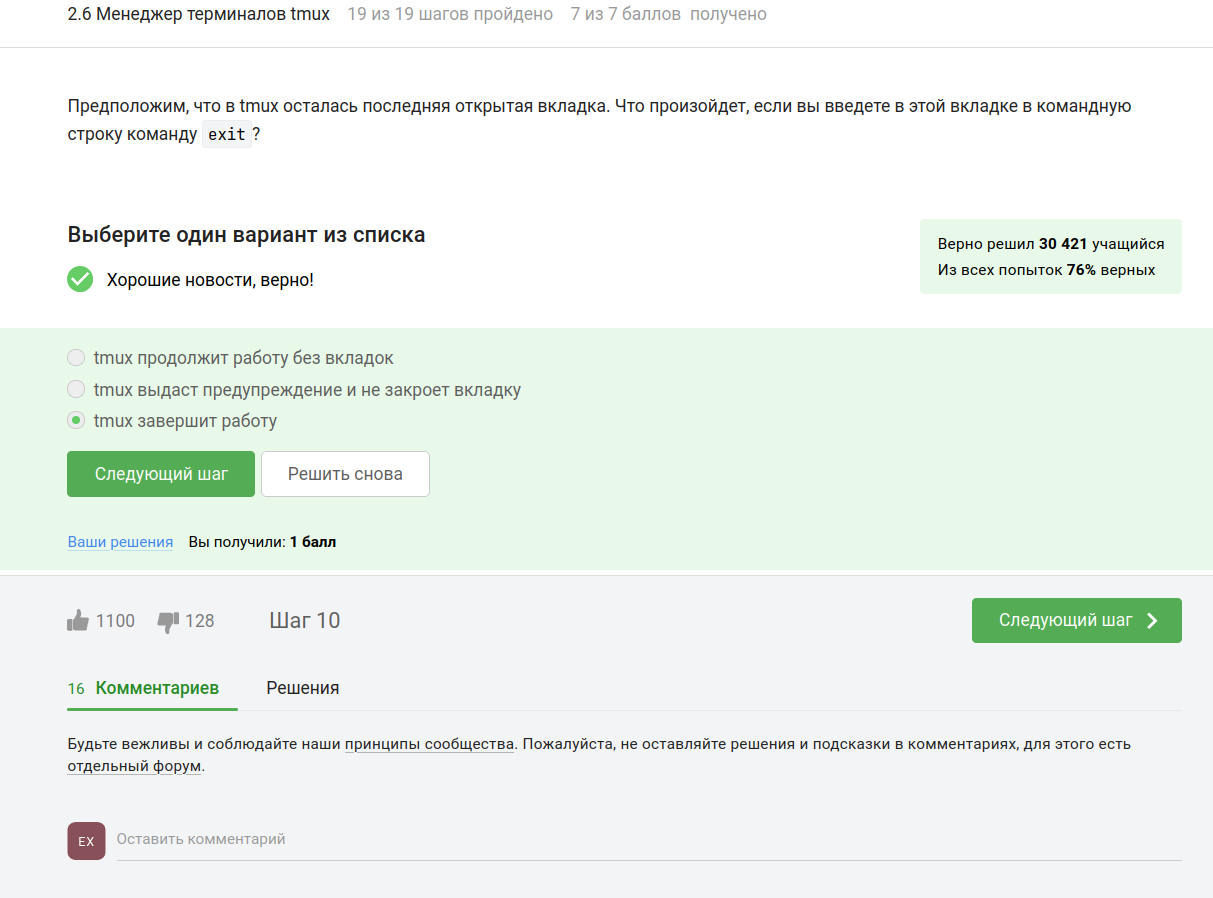 2.6 Менеджер терминалов tmux 19 из 19 шагов пройдено 7 из 7 баллов получено
Предположим, что в tmux осталась последняя открытая вкладка. Что произойдет, если вы введете в этой вкладке в командную
строку команду exit ?
Выберите один вариант из списка
Хорошие новости, верно!
Верно решил 30 421 учащийся
Из всех попыток 76% верных
tmux продолжит работу без вкладок
tmux выдаст предупреждение и не закроет вкладку
tmux завершит работу
Следующий шаг Решить снова
Ваши решения Вы получили: 1 балл
1100 128 Шаг 10 Следующий шаг
16 Комментариев Решения
Будьте вежливы и соблюдайте наши принципы сообщества. Пожалуйста, не оставляйте решения и подсказки в комментариях, для этого есть
отдельный форум.
EX Оставить комментарий